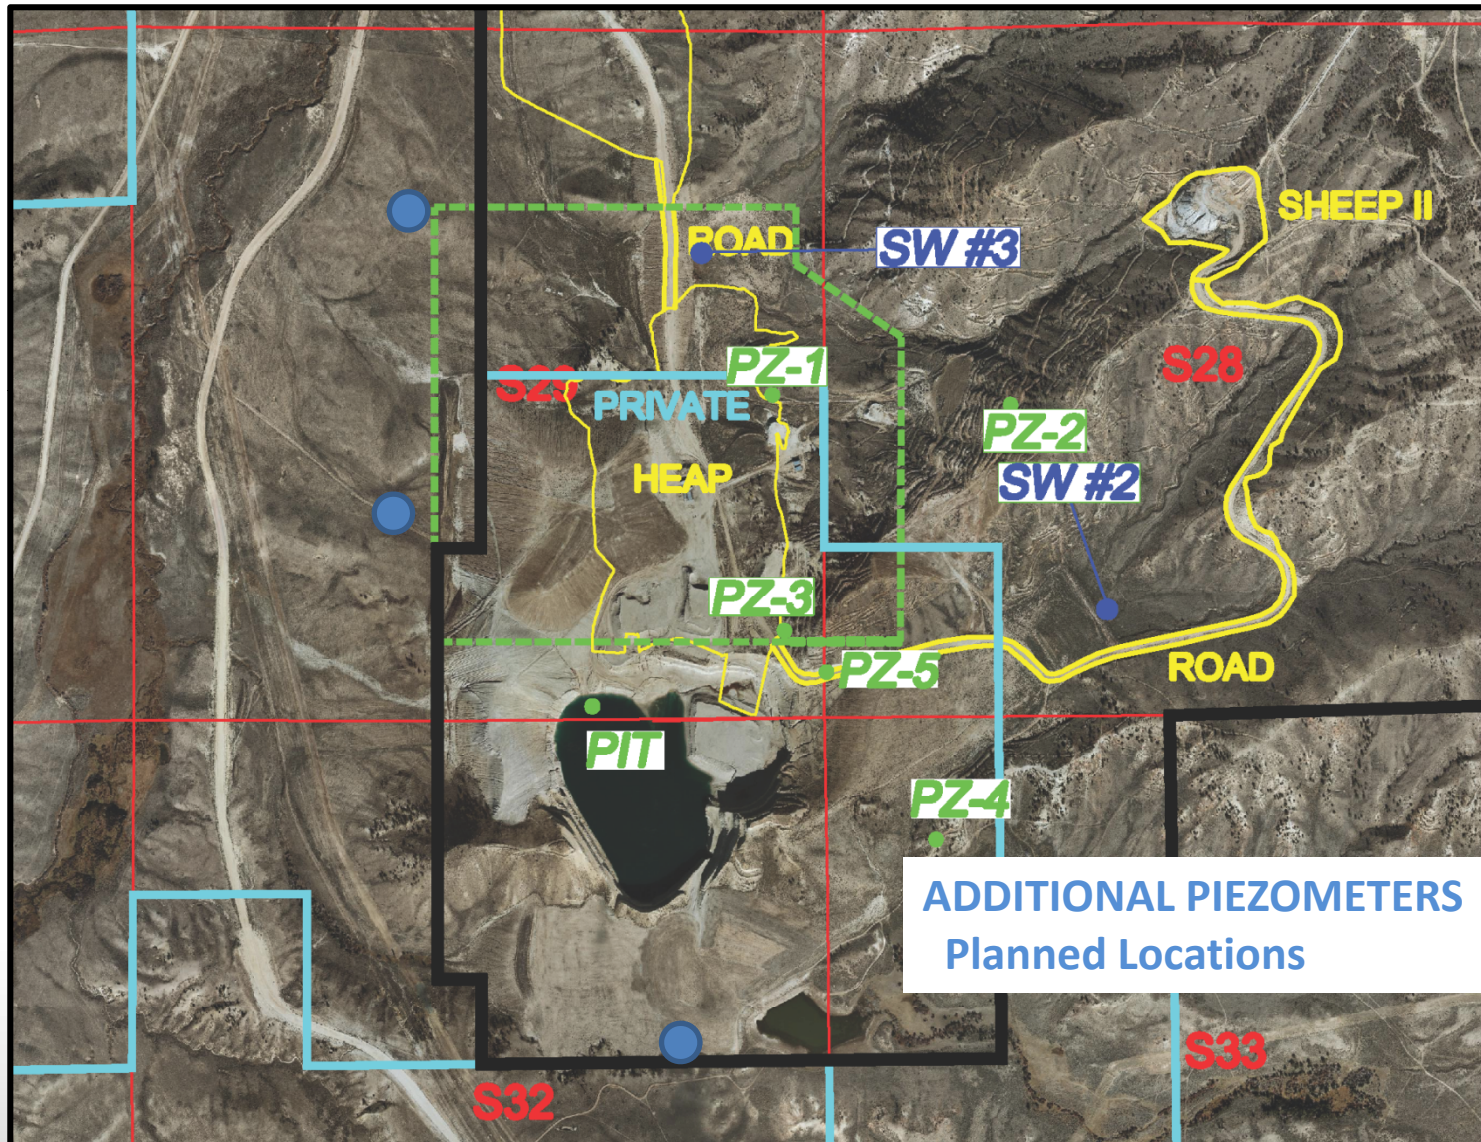 SHEEP II
ROAD
SW #3
PZ-1
S28
S29
PRIVATE
PZ-2
HEAP
SW #2
PZ-3
PZ-5
ROAD
PIT
PZ-4
ADDITIONAL PIEZOMETERS
Planned Locations
S33
S32